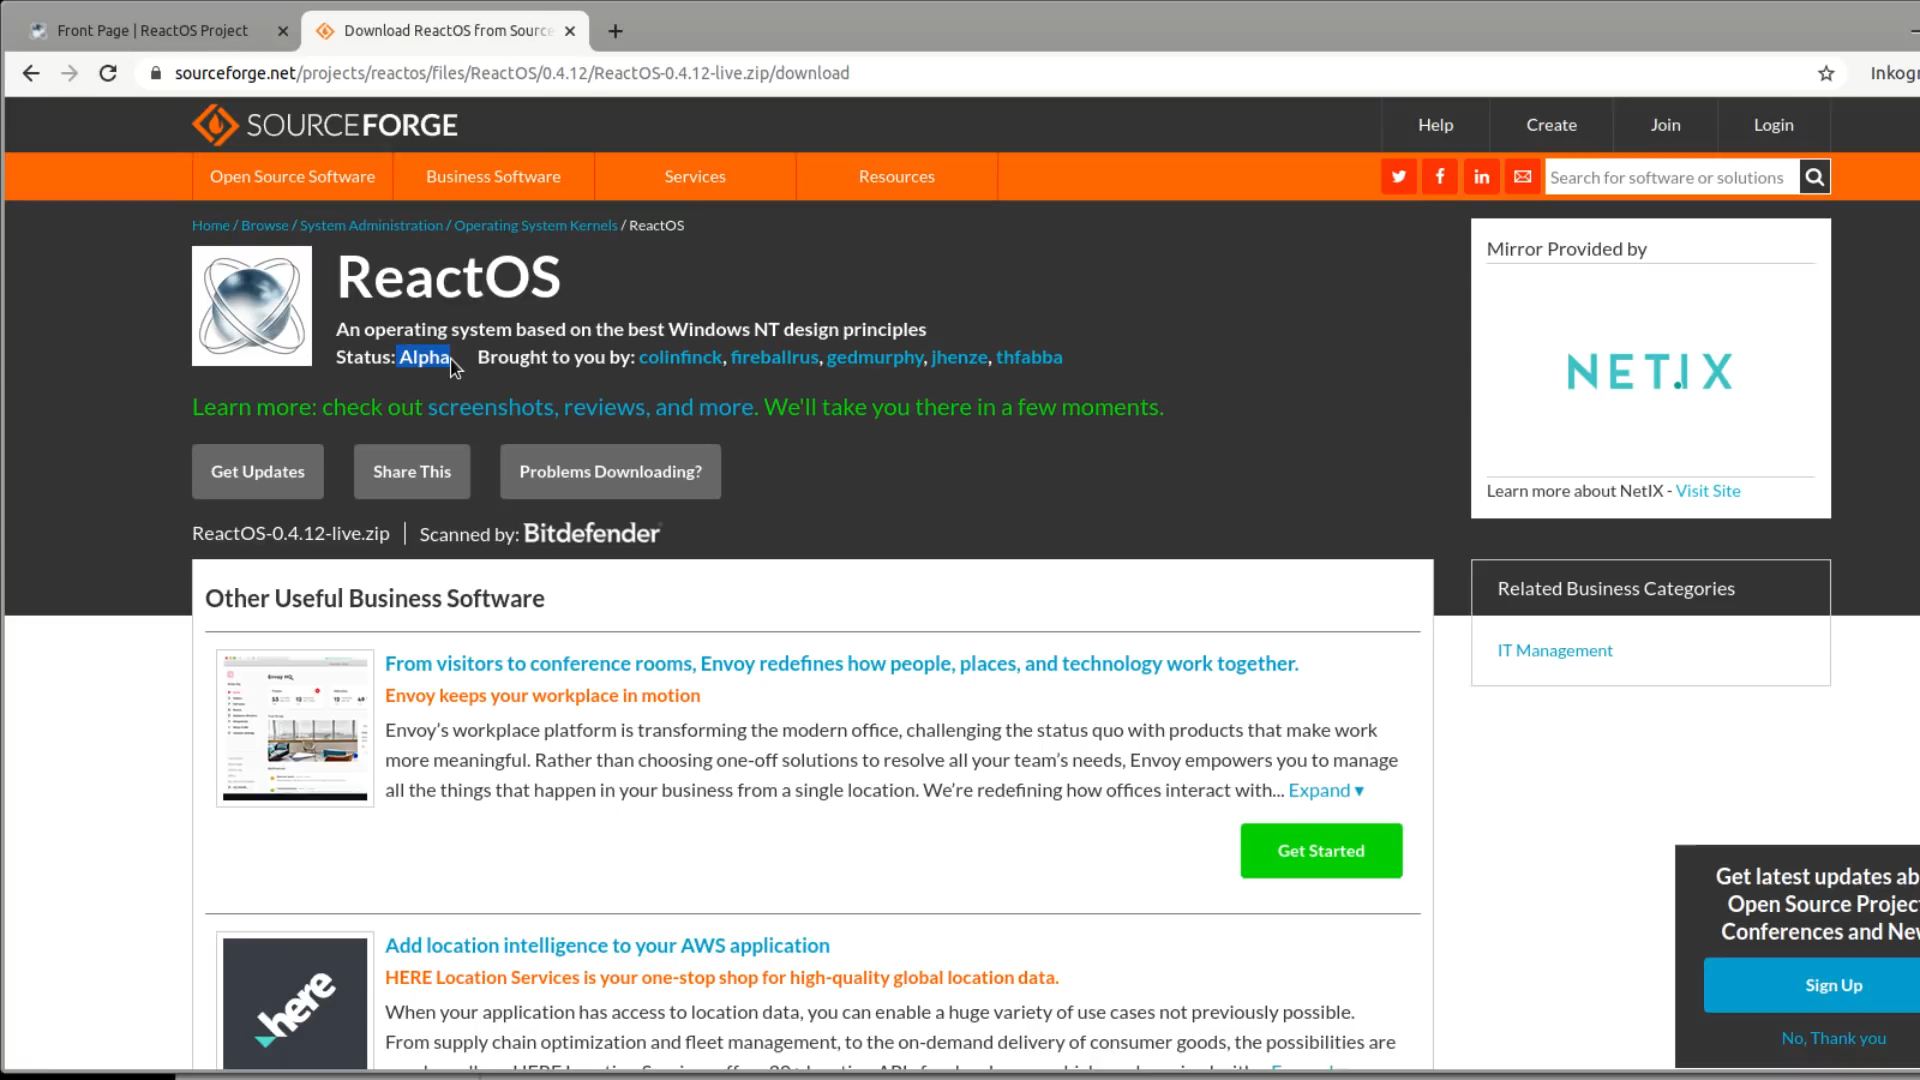 Front Page | ReactOS Project
Download ReactOS from Source
sourceforge.net/projects/reactos/files/ReactOS/0.4.12/ReactOS-0.4.12-live.zip/download
Inkogn
SOURCEFORGE
Help
Create
Join
Login
Open Source Software
Business Software
Services
Resources
Search for software or solutions
Home / Browse / System Administration / Operating System Kernels / ReactOS
ReactOS
An operating system based on the best Windows NT design principles
Status: Alpha Brought to you by: colinfinck, fireballrus, gedmurphy, jhenze, thfabba
Learn more: check out screenshots, reviews, and more. We'll take you there in a few moments.
Get Updates
Share This
Problems Downloading?
ReactOS-0.4.12-live.zip
Scanned by: Bitdefender
Mirror Provided by
NET.IX
Learn more about NetIX - Visit Site
Other Useful Business Software
From visitors to conference rooms, Envoy redefines how people, places, and technology work together.
Envoy keeps your workplace in motion
Envoy’s workplace platform is transforming the modern office, challenging the status quo with products that make work
more meaningful. Rather than choosing one-off solutions to resolve all your team’s needs, Envoy empowers you to manage
all the things that happen in your business from a single location. We’re redefining how offices interact with... Expand ▾
Get Started
Related Business Categories
IT Management
Add location intelligence to your AWS application
HERE Location Services is your one-stop shop for high-quality global location data.
When your application has access to location data, you can enable a huge variety of use cases not previously possible.
From supply chain optimization and fleet management, to the on-demand delivery of consumer goods, the possibilities are
here
Get latest updates ab
Open Source Projec
Conferences and Nev
Sign Up
No, Thank you